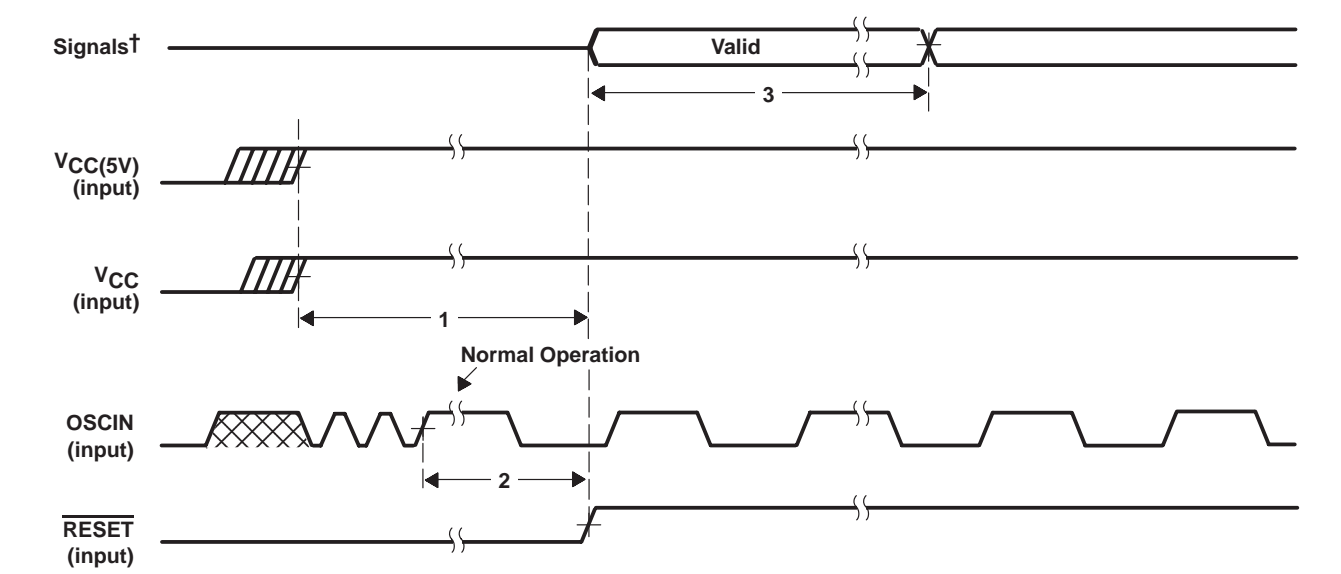 Signals†
Valid
3
VCC(5V)
(input)
VCC
(input)
1
Normal Operation
OSCIN
(input)
2
RESET
(input)